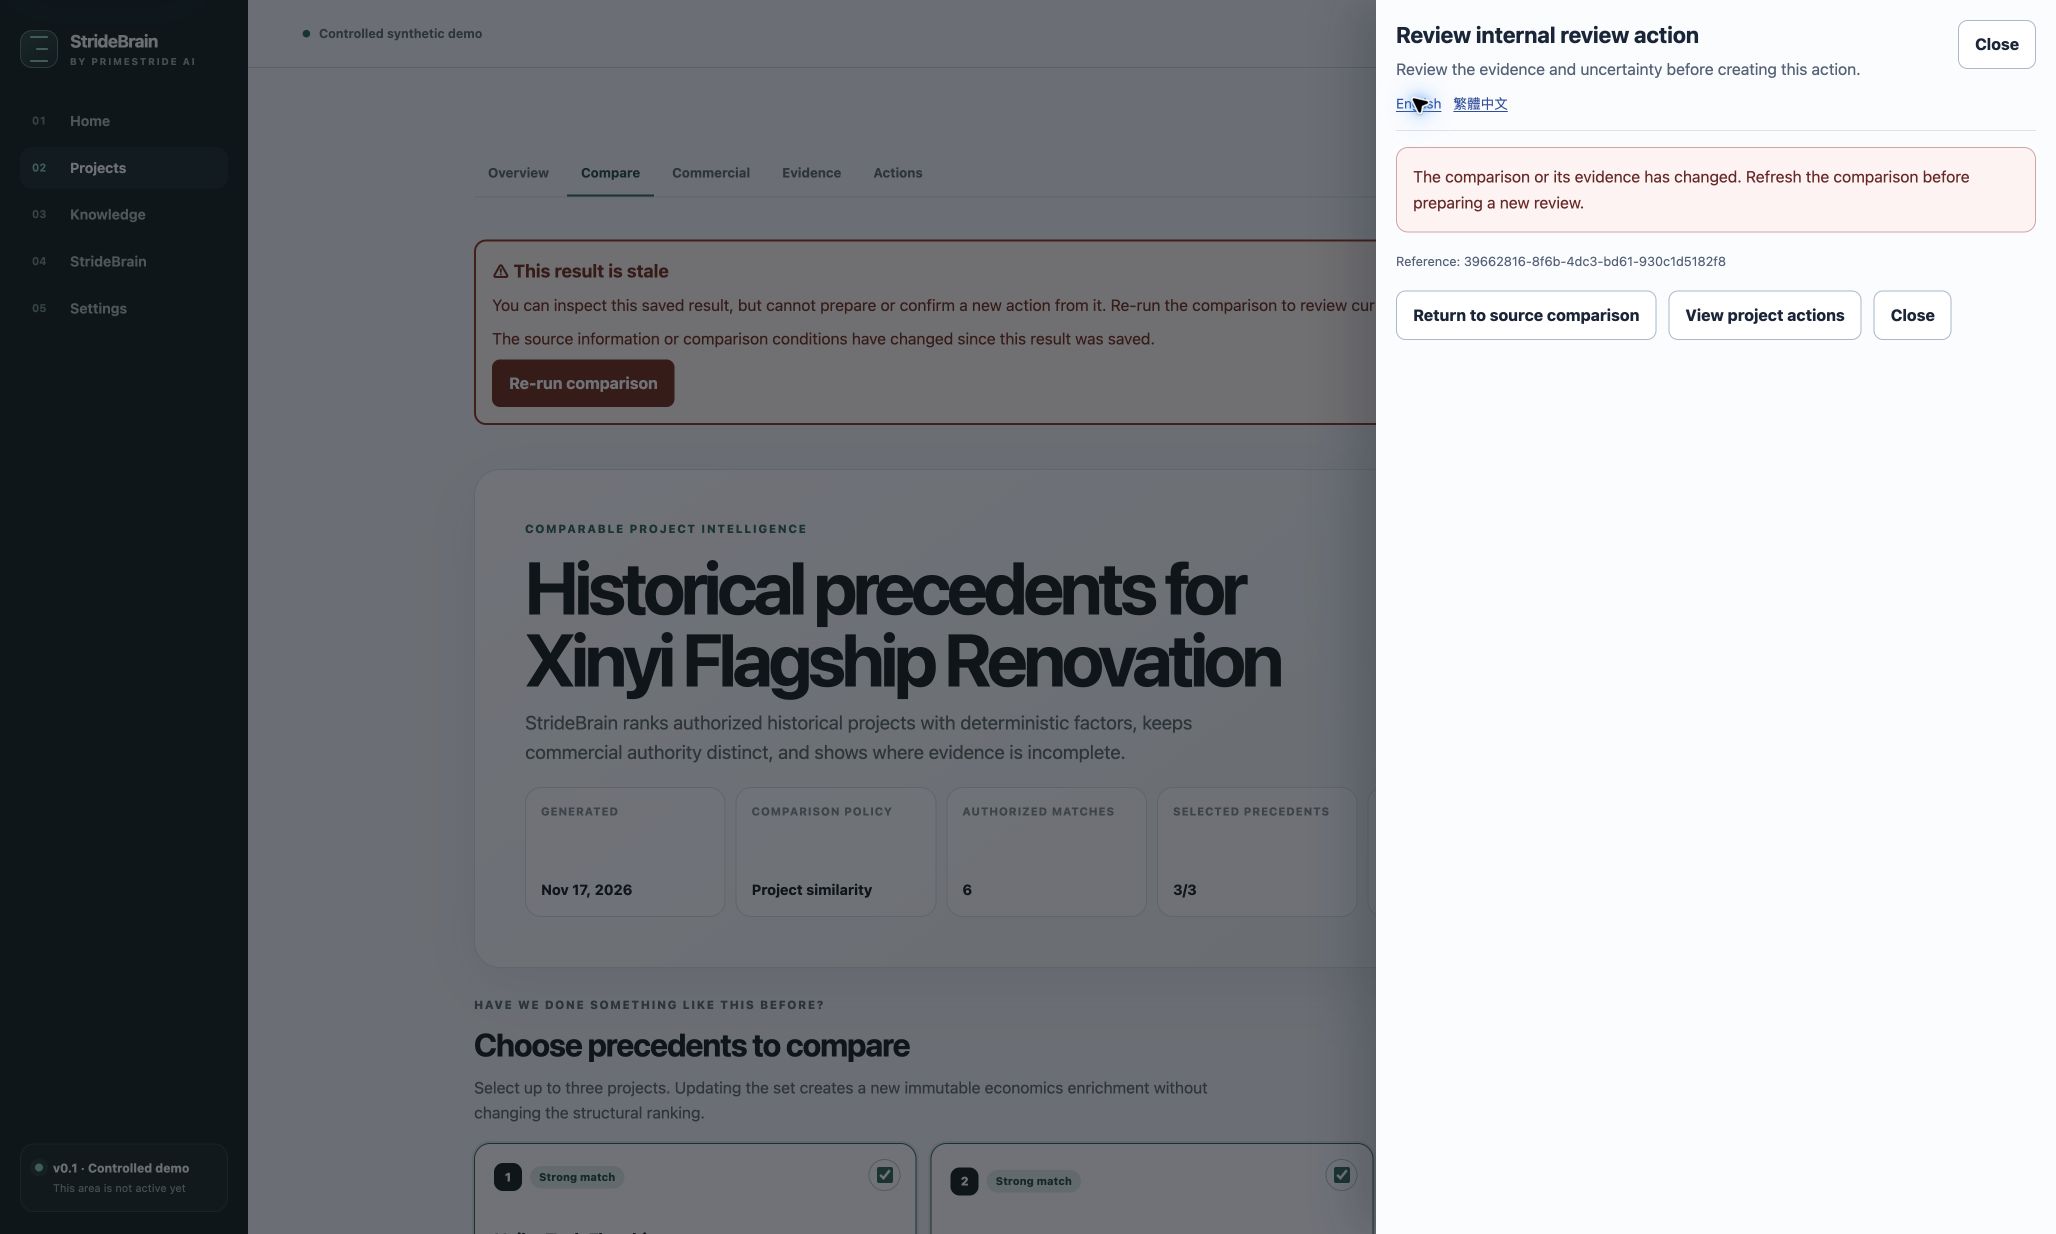 StrideBrain
BY PRIMESTRIDE AI
01 Home
02 Projects
03 Knowledge
04 StrideBrain
05 Settings
v0.1 · Controlled demo
This area is not active yet
Controlled synthetic demo
Overview Compare Commercial Evidence Actions
This result is stale
You can inspect this saved result, but cannot prepare or confirm a new action from it. Re-run the comparison to review
The source information or comparison conditions have changed since this result was saved.
Re-run comparison
COMPARABLE PROJECT INTELLIGENCE
Historical precedents for
Xinyi Flagship Renovation
StrideBrain ranks authorized historical projects with deterministic factors, keeps
commercial authority distinct, and shows where evidence is incomplete.
GENERATED
Nov 17, 2026
COMPARISON POLICY
Project similarity
AUTHORIZED MATCHES
6
SELECTED PRECEDENTS
3/3
HAVE WE DONE SOMETHING LIKE THIS BEFORE?
Choose precedents to compare
Select up to three projects. Updating the set creates a new immutable economics enrichment without
changing the structural ranking.
1 Strong match
2 Strong match
Review internal review action
Close
Review the evidence and uncertainty before creating this action.
English 繁體中文
The comparison or its evidence has changed. Refresh the comparison before
preparing a new review.
Reference: 39662816-8f6b-4dc3-bd61-930c1d5182f8
Return to source comparison View project actions Close